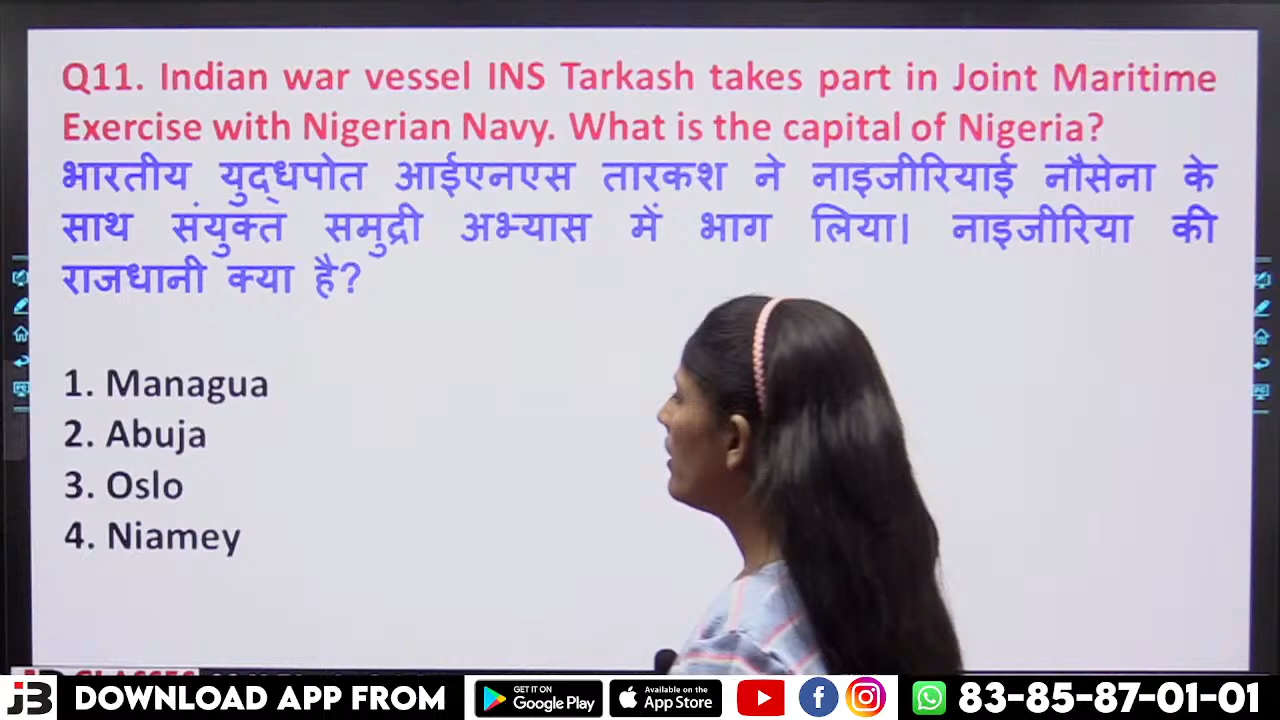 Q11. Indian war vessel INS Tarkash takes part in Joint Maritime
Exercise with Nigerian Navy. What is the capital of Nigeria?
भारतीय युद्धपोत आईएनएस तारकश ने नाइजीरियाई नौसेना के
साथ संयुक्त समुद्री अभ्यास में भाग लिया। नाइजीरिया की
राजधानी क्या है?
1. Managua
2. Abuja
3. Oslo
4. Niamey
JB DOWNLOAD APP FROM GET IT ON Google Play Available on the App Store 83-85-87-01-01